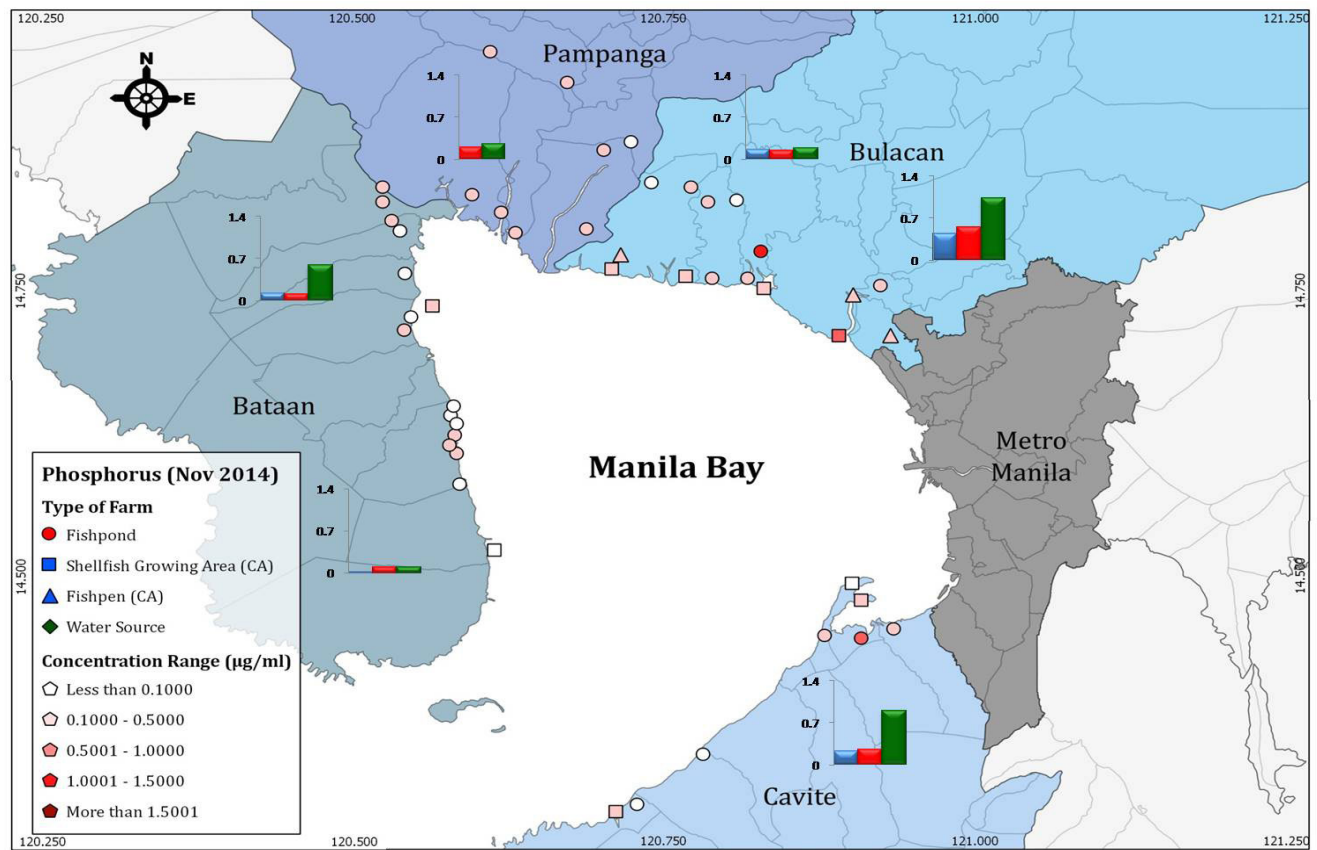 120.250 120.500 120.750 121.000 121.250
N
E
Pampanga
1.4
0.7
0
1.4
0.7
0
Bulacan
1.4
0.7
0
1.4
0.7
0
14.750
14.750
Bataan
Manila Bay
Metro
Manila
Phosphorus (Nov 2014)
Type of Farm
Fishpond
Shellfish Growing Area (CA)
Fishpen (CA)
Water Source
Concentration Range (µg/ml)
Less than 0.1000
0.1000 - 0.5000
0.5001 - 1.0000
1.0001 - 1.5000
More than 1.5001
1.4
0.7
0
14.500
14.500
1.4
0.7
0
Cavite
120.250 120.500 120.750 121.000 121.250